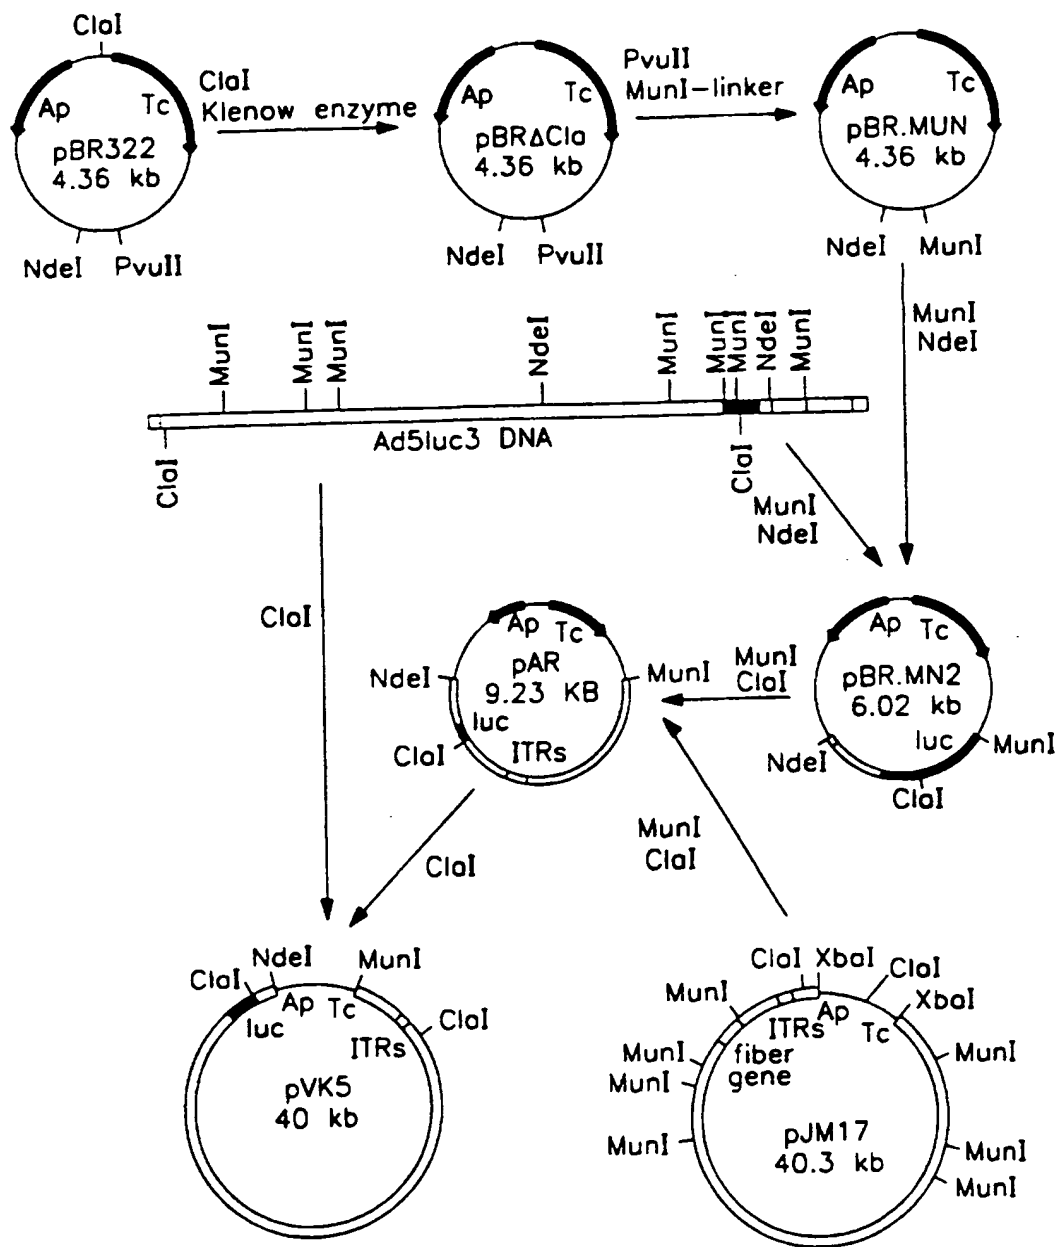 ClaI
Ap
Tc
pBR322
4.36 kb
NdeI
PvuII
ClaI
Klenow enzyme
Ap
Tc
pBRΔCla
4.36 kb
NdeI
PvuII
PvuII
MunI-linker
Ap
Tc
pBR.MUN
4.36 kb
NdeI
MunI
MunI
NdeI
MunI
MunI
MunI
NdeI
MunI
MunI
MunI
NdeI
MunI
ClaI
Ad5luc3 DNA
ClaI
MunI
NdeI
ClaI
Ap
Tc
pAR
9.23 KB
NdeI
MunI
luc
ClaI
ITRs
MunI
ClaI
Ap
Tc
pBR.MN2
6.02 kb
luc
MunI
NdeI
ClaI
ClaI
MunI
ClaI
ClaI
NdeI
MunI
Ap
Tc
luc
ClaI
ITRs
pVK5
40 kb
ClaI
XbaI
ClaI
MunI
XbaI
ITRs
Ap
Tc
MunI
fiber
gene
MunI
MunI
MunI
pJM17
40.3 kb
MunI
MunI